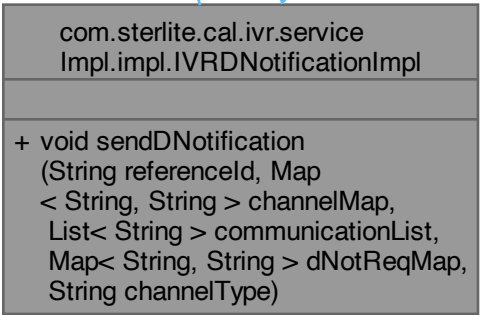 com.sterlite.cal.ivr.service
Impl.impl.IVRDNotificationImpl
+ void sendDNotification
(String referenceId, Map
< String, String > channelMap,
List< String > communicationList,
Map< String, String > dNotReqMap,
String channelType)